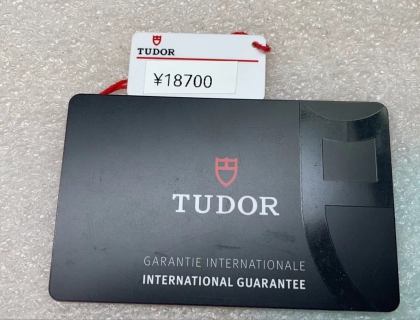 TUDOR
¥18700
TUDOR
GARANTIE INTERNATIONALE
INTERNATIONAL GUARANTEE